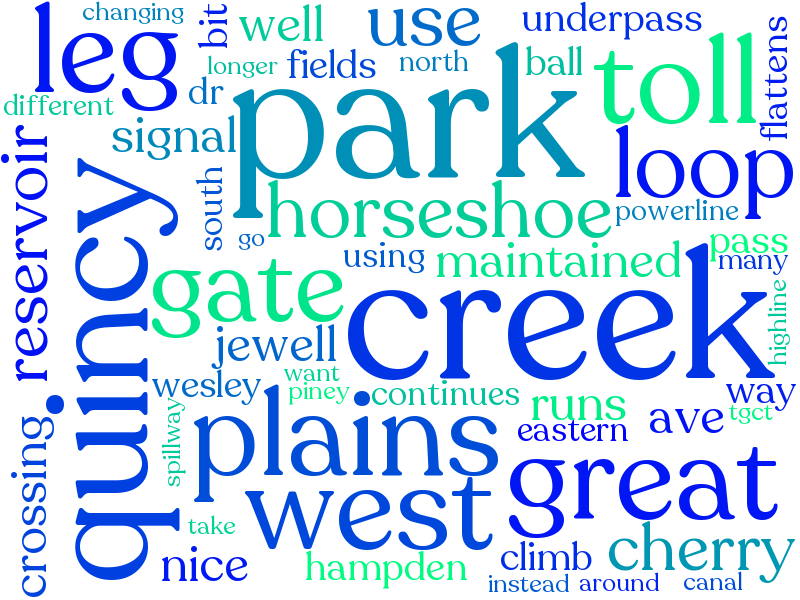 changing
leg
bit
well
use
underpass
longer
fields
north
ball
toll
flattens
different
dr
signal
park
loop
reservoir
quincy
south
horseshoe
powerline
go
using
maintained
pass
many
gate
creek
highline
jewell
wesley
want
piney
continues
way
crossing
spillway
plains
runs
eastern
ave
tgct
take
west
great
nice
hampden
climb
cherry
instead
around
canal